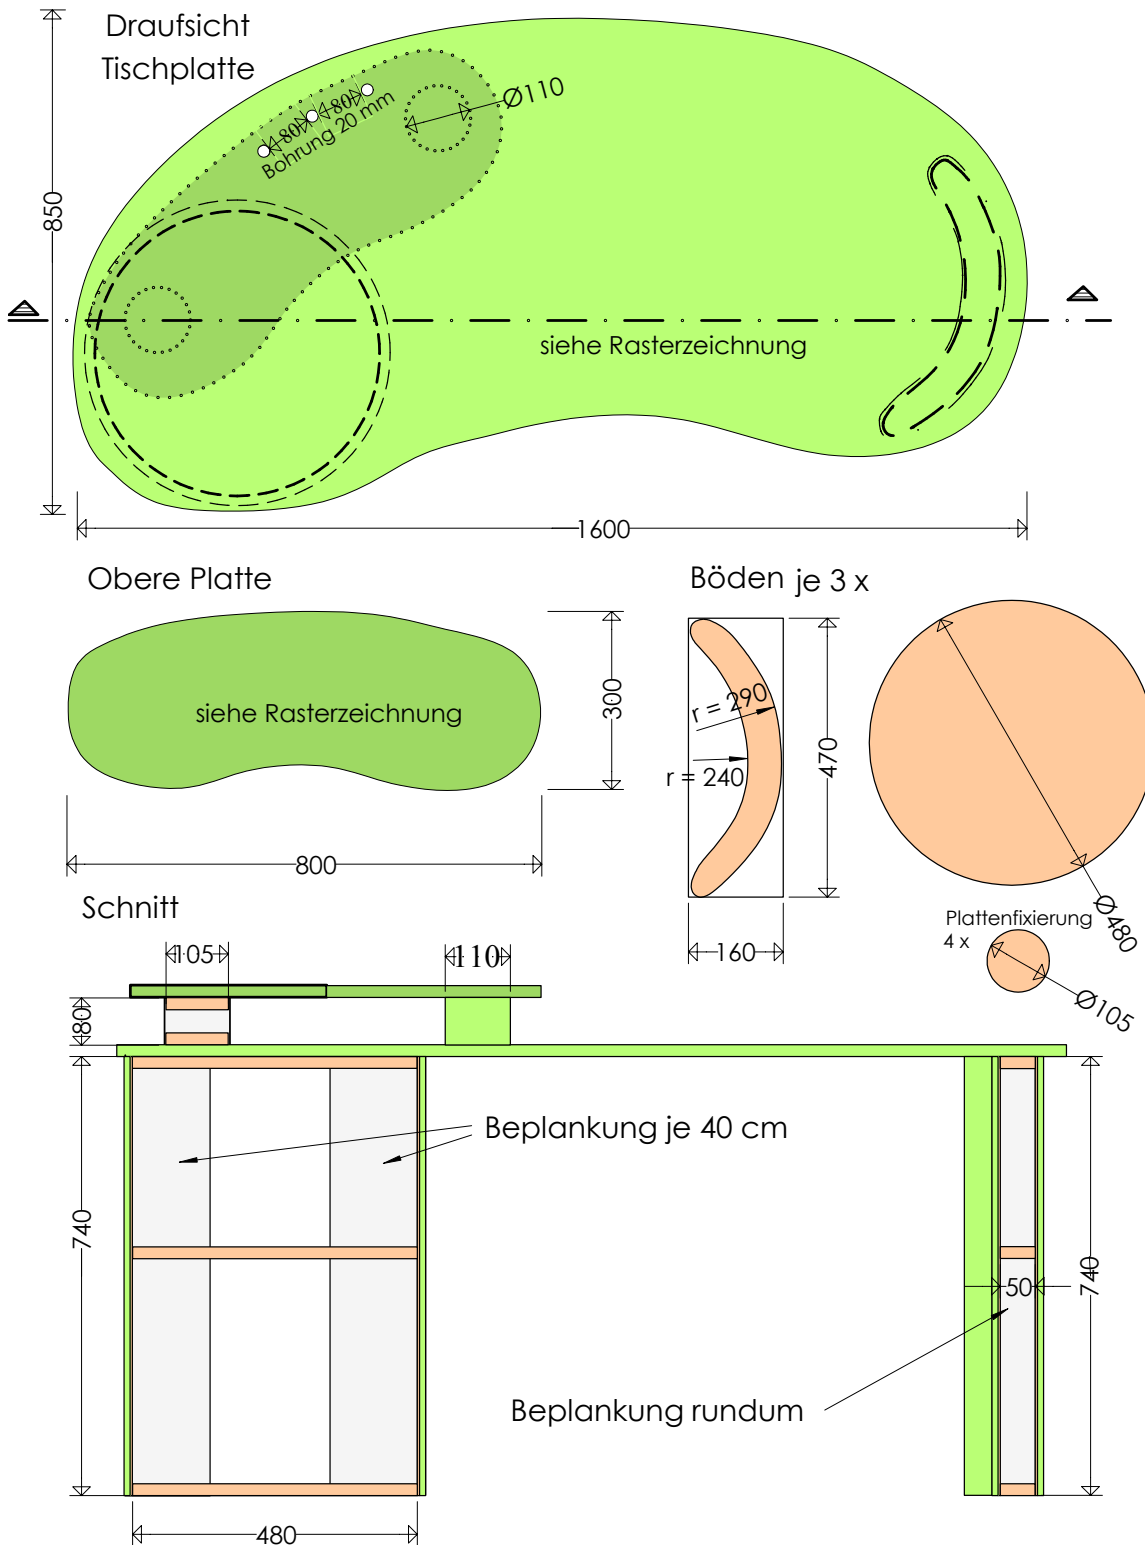 Draufsicht
Tischplatte
850
80
80
Bohrung 20 mm
Ø110
siehe Rasterzeichnung
1600
Obere Platte
siehe Rasterzeichnung
300
800
Böden je 3 x
r = 290
r = 240
470
160
Ø480
Plattenfixierung
4 x
Ø105
Schnitt
105
110
80
740
Beplankung je 40 cm
50
740
Beplankung rundum
480